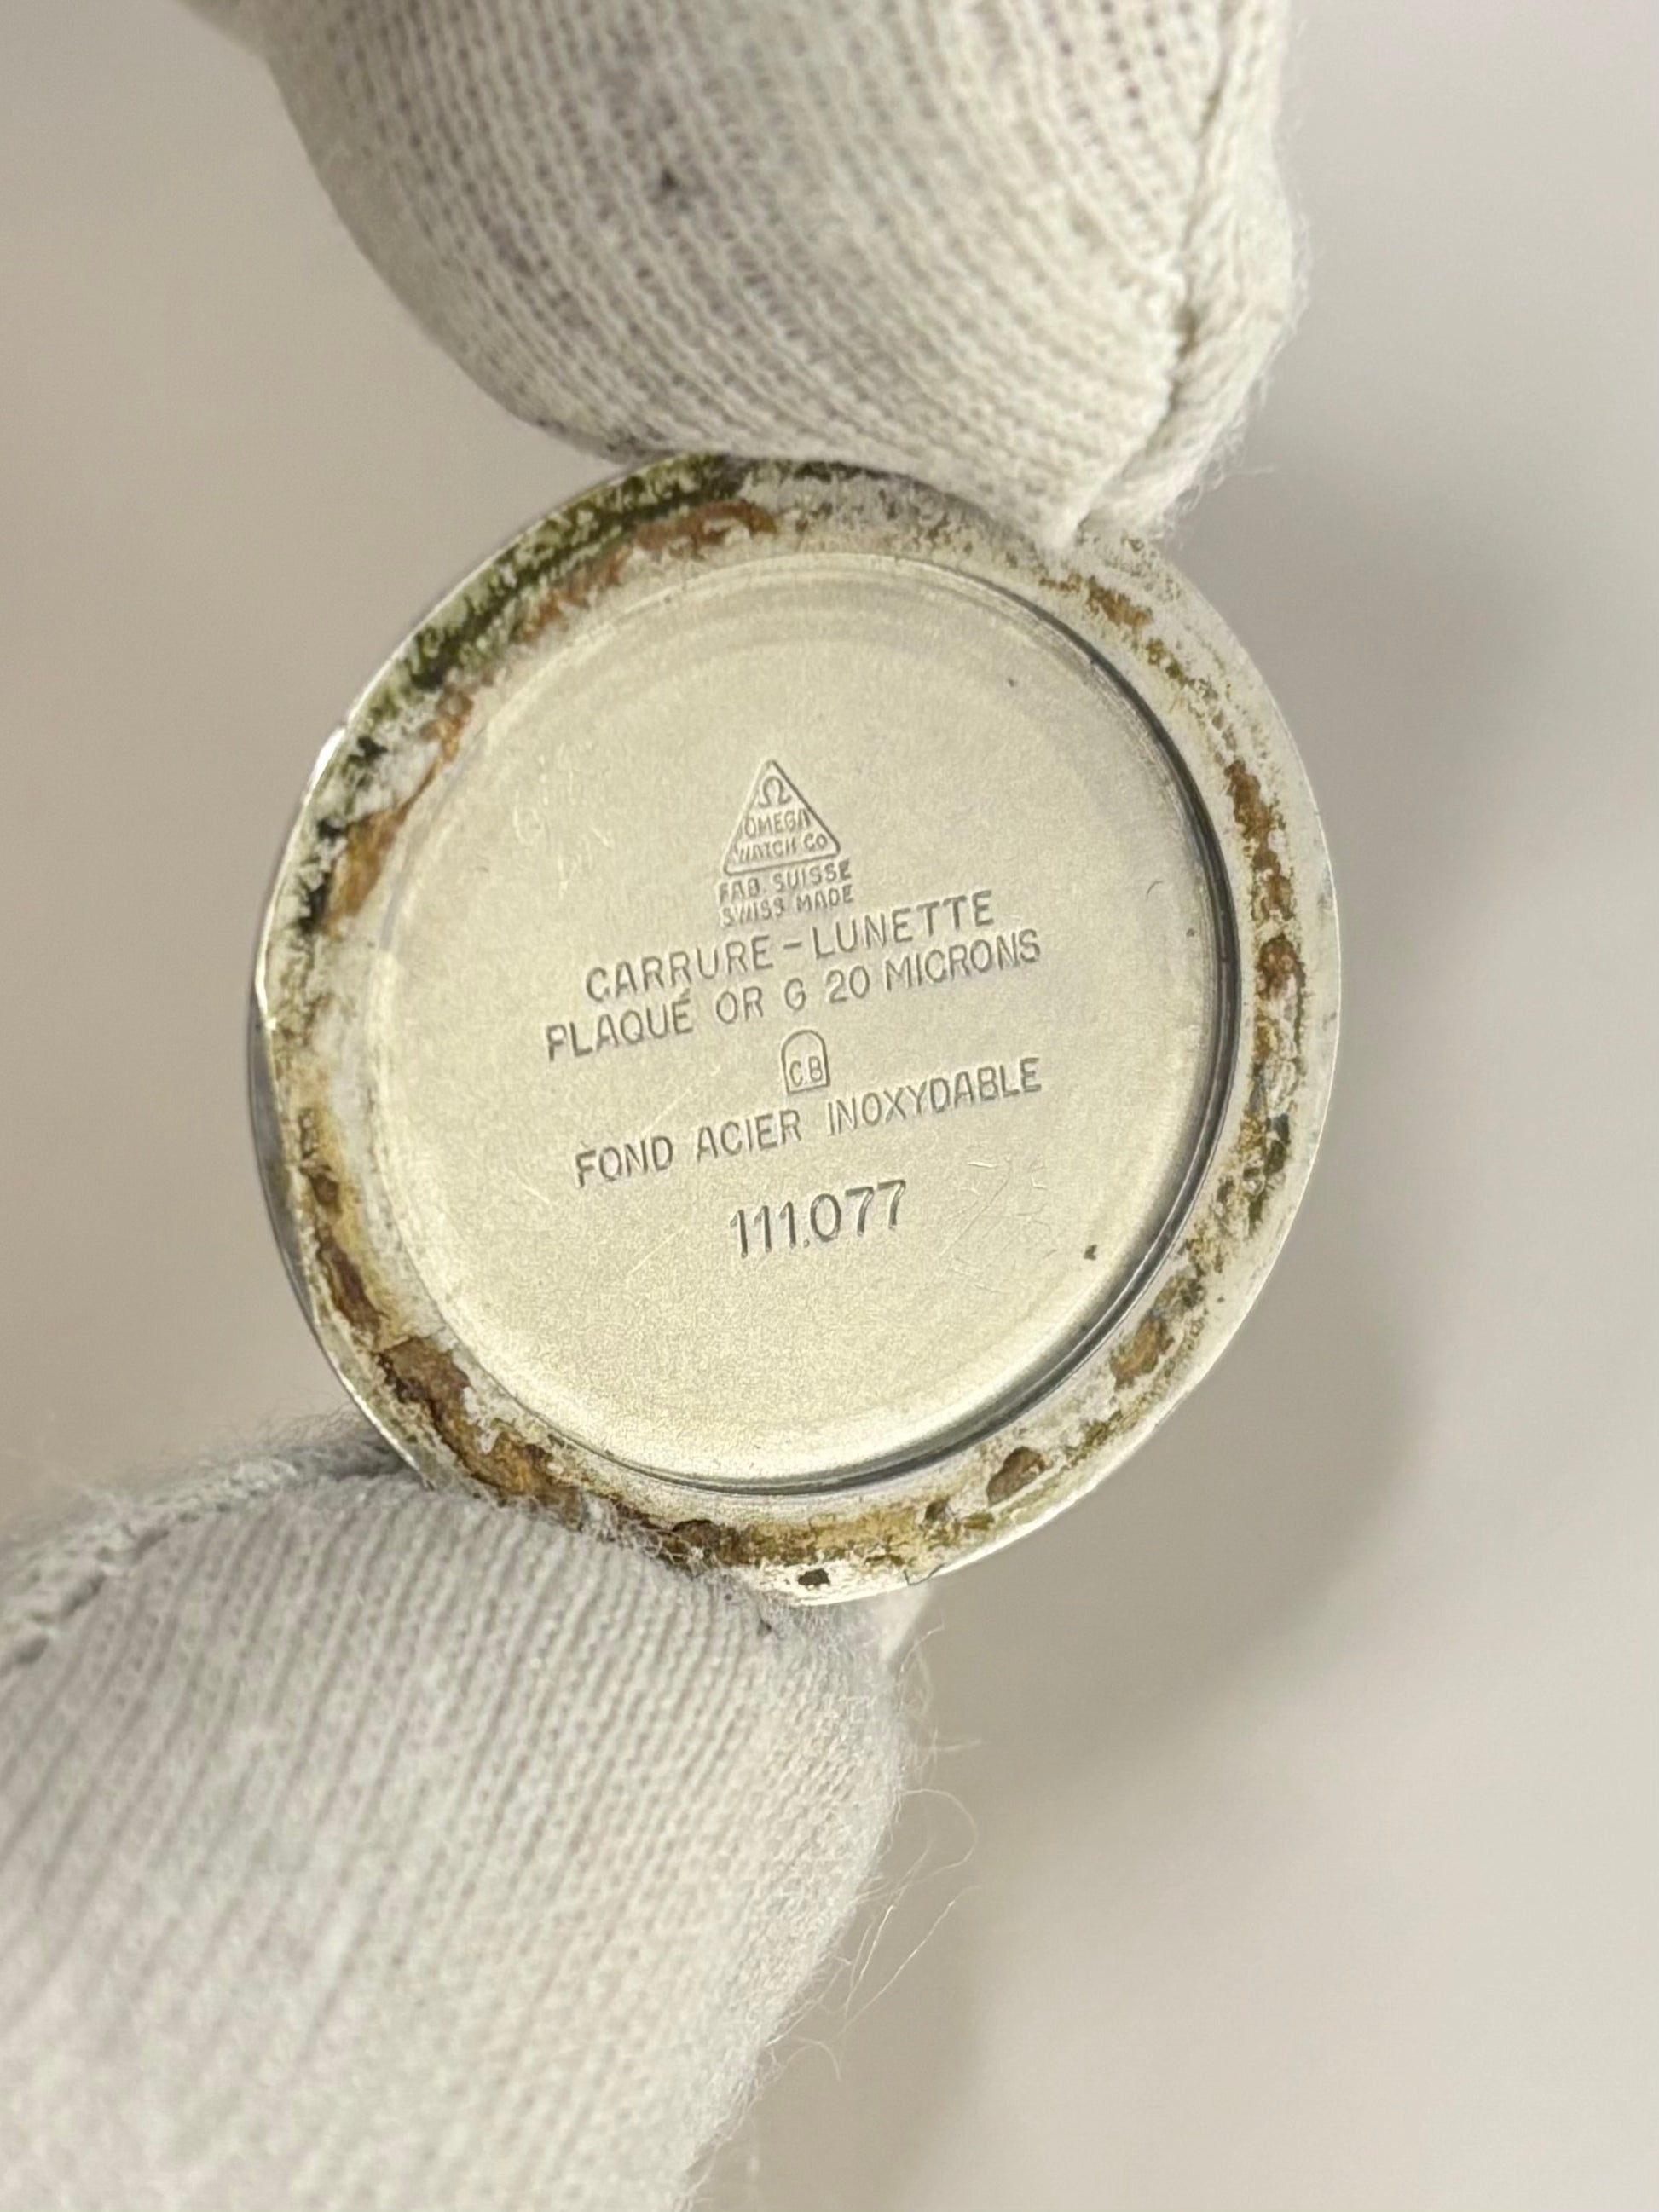 Ω
OMEGA
WATCH Co
FAB. SUISSE
SWISS MADE
CARRURE-LUNETTE
PLAQUÉ OR G 20 MICRONS
C.B
FOND ACIER INOXYDABLE
111.077